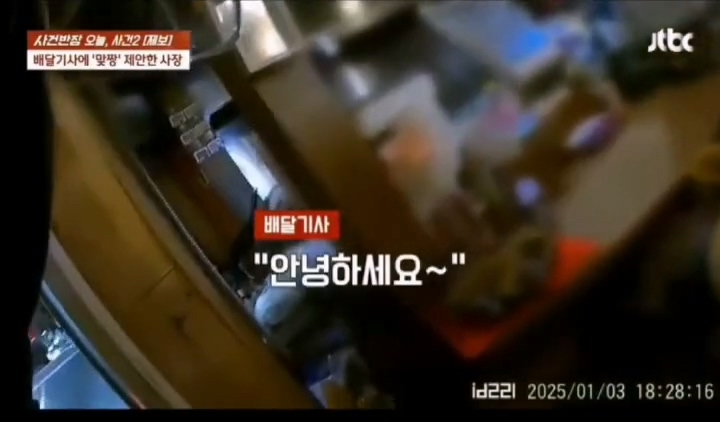 사건반장 오늘, 사건2 [제보]
배달기사에 '맞짱' 제안한 사장
jtbc
배달기사
"안녕하세요~"
id221 2025/01/03 18:28:16